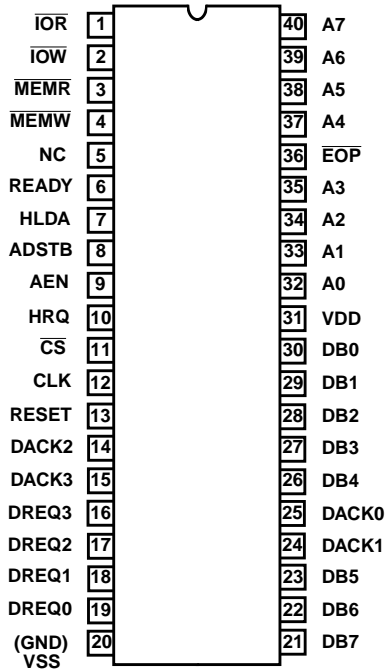 IOR 1 40 A7
IOW 2 39 A6
MEMR 3 38 A5
MEMW 4 37 A4
NC 5 36 EOP
READY 6 35 A3
HLDA 7 34 A2
ADSTB 8 33 A1
AEN 9 32 A0
HRQ 10 31 VDD
CS 11 30 DB0
CLK 12 29 DB1
RESET 13 28 DB2
DACK2 14 27 DB3
DACK3 15 26 DB4
DREQ3 16 25 DACK0
DREQ2 17 24 DACK1
DREQ1 18 23 DB5
DREQ0 19 22 DB6
(GND) 20 21 DB7
VSS